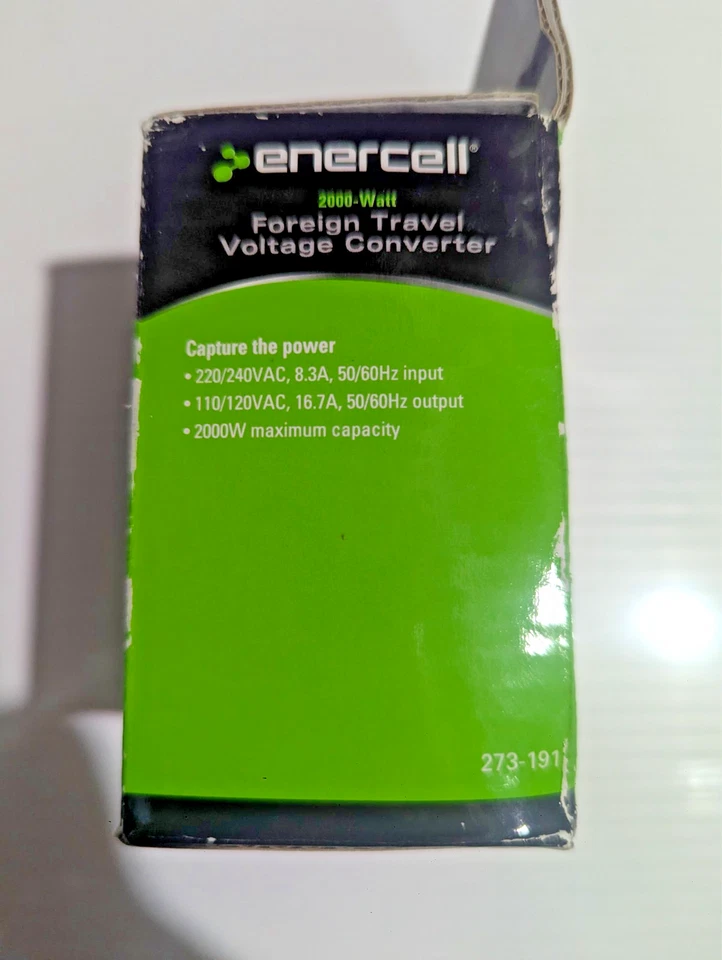 enercell®
2000-Watt
Foreign Travel
Voltage Converter
Capture the power
• 220/240VAC, 8.3A, 50/60Hz input
• 110/120VAC, 16.7A, 50/60Hz output
• 2000W maximum capacity
273-191